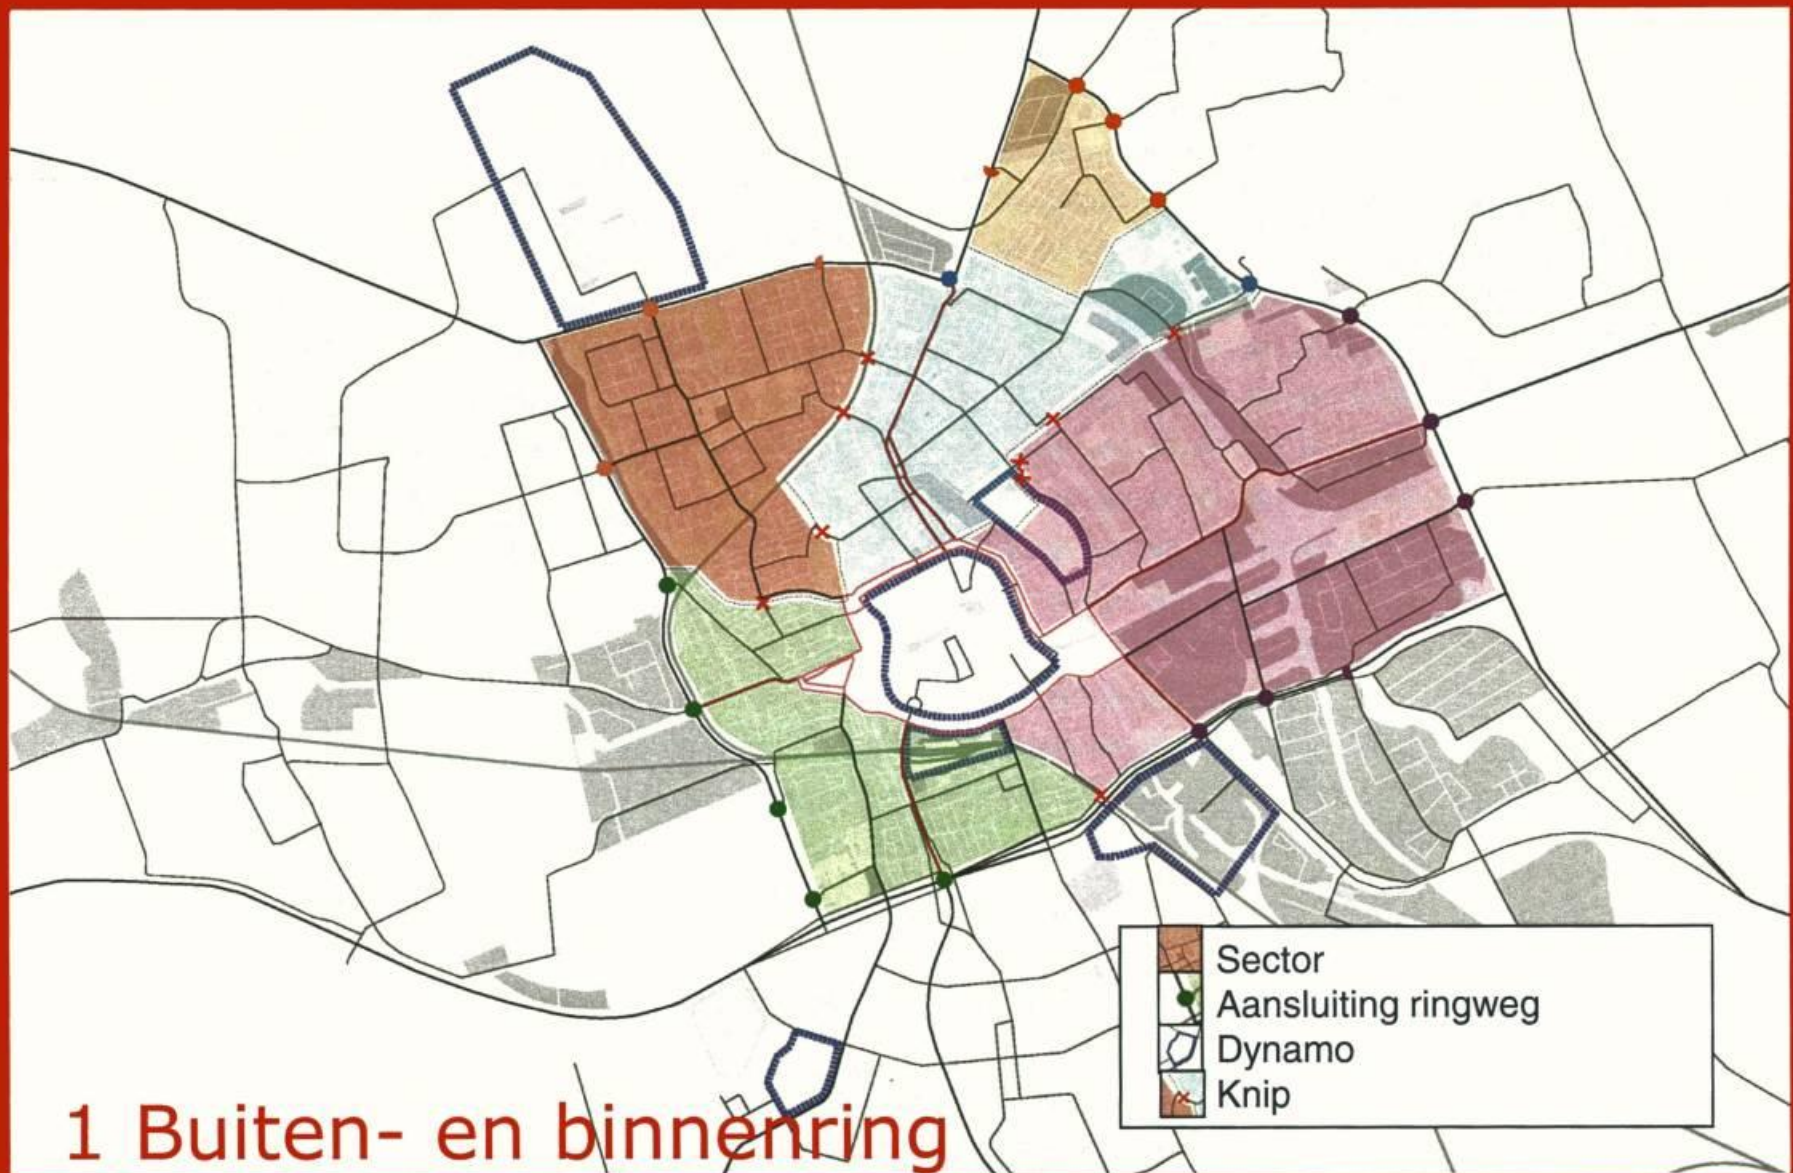 Sector
Aansluiting ringweg
Dynamo
Knip
1 Buiten- en binnenring